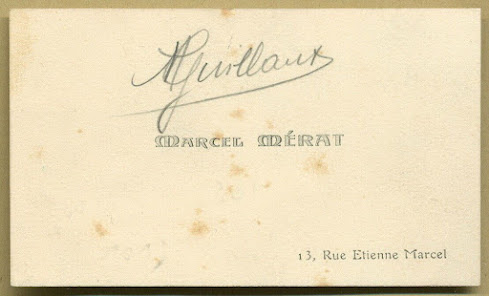 AGuillaux
MARCEL MÉRAT
13, Rue Etienne Marcel